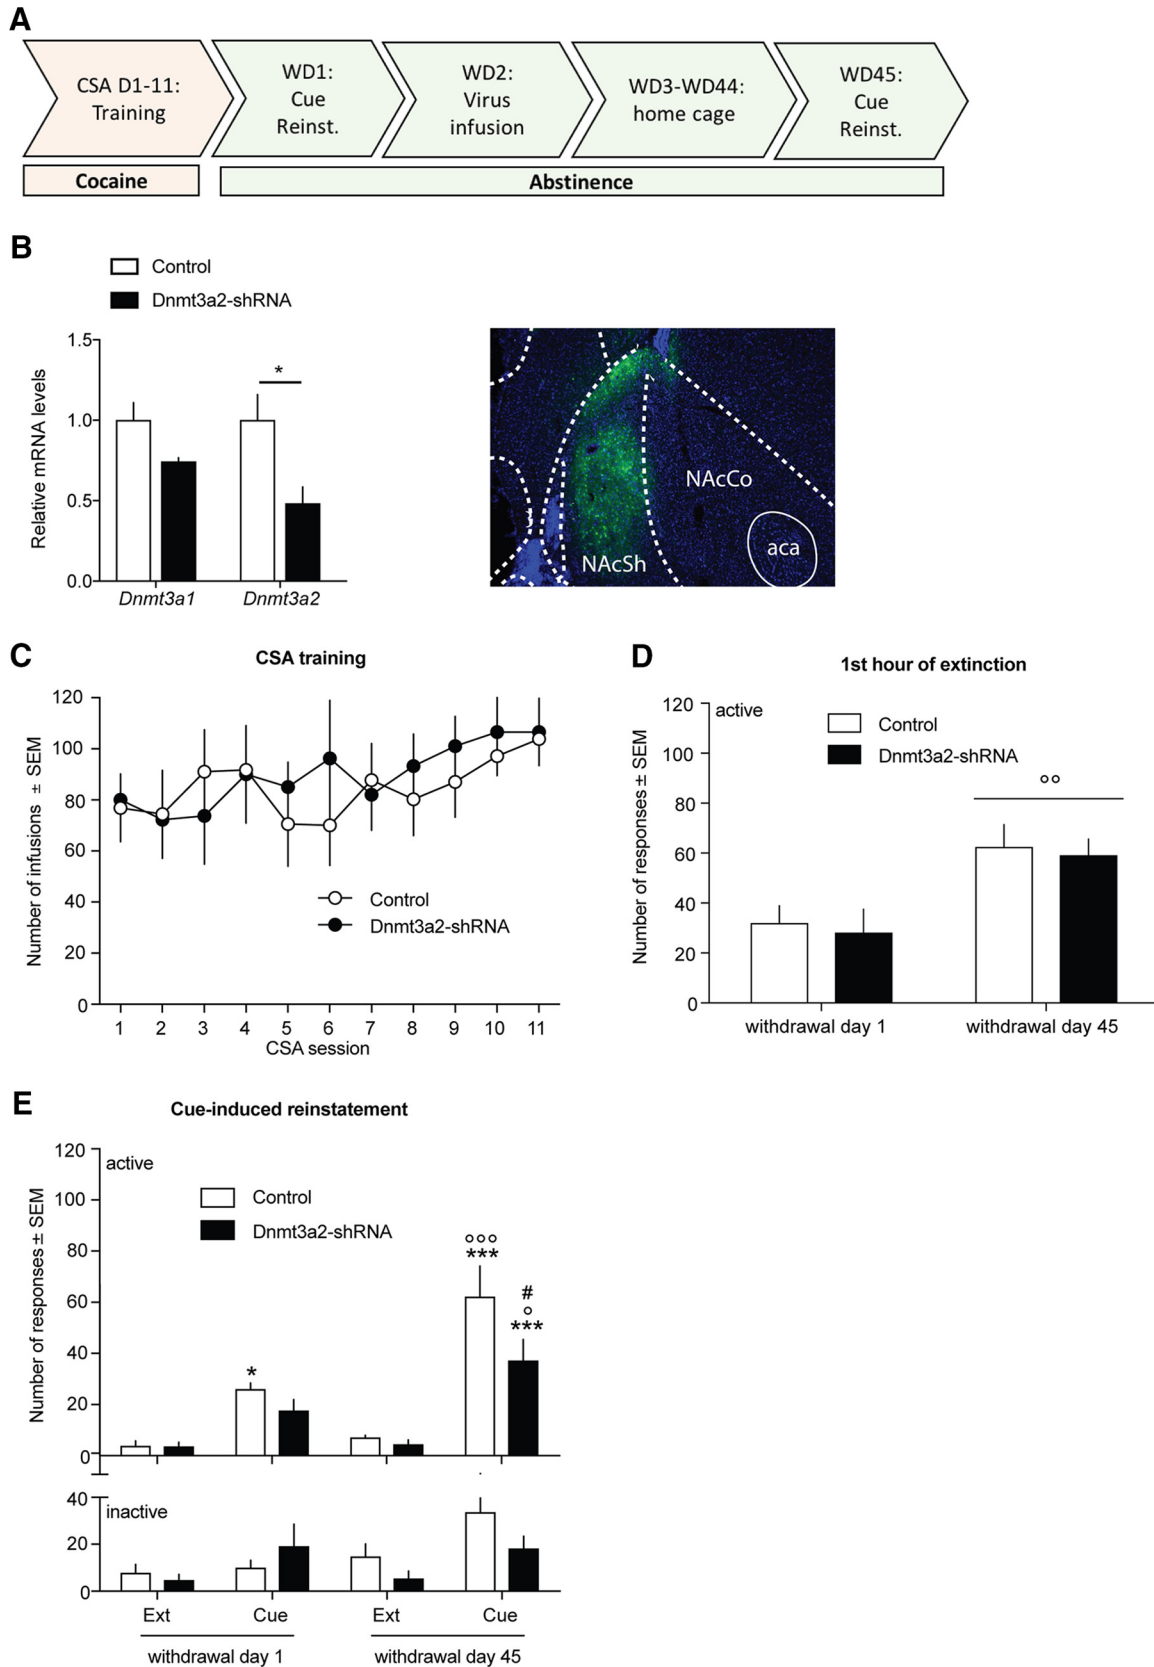 A
CSA D1-11:
Training
WD1:
Cue
Reinst.
WD2:
Virus
infusion
WD3-WD44:
home cage
WD45:
Cue
Reinst.
Cocaine
Abstinence
B
Control
Dnmt3a2-shRNA
Relative mRNA levels
1.5
1.0
0.5
0.0
*
Dnmt3a1
Dnmt3a2
NAcCo
NAcSh
aca
C
CSA training
Number of infusions ± SEM
120
100
80
60
40
20
0
Control
Dnmt3a2-shRNA
1 2 3 4 5 6 7 8 9 10 11
CSA session
D
1st hour of extinction
Number of responses ± SEM
120
100
80
60
40
20
0
active
Control
Dnmt3a2-shRNA
°°
withdrawal day 1
withdrawal day 45
E
Cue-induced reinstatement
Number of responses ± SEM
120
100
80
60
40
20
0
active
Control
Dnmt3a2-shRNA
*
°°°
***
#
°
***
40
20
0
inactive
Ext Cue Ext Cue
withdrawal day 1
withdrawal day 45